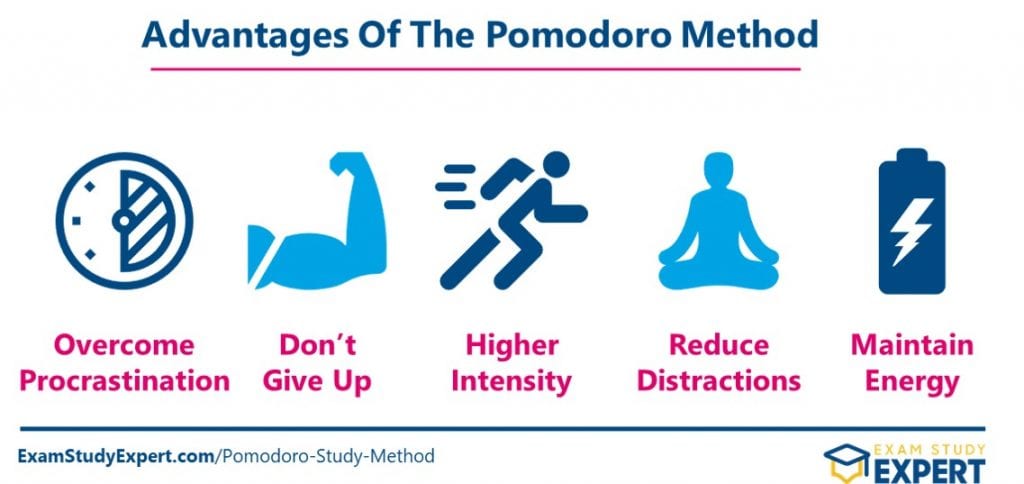 Advantages Of The Pomodoro Method
Overcome
Procrastination
Don't
Give Up
Higher
Intensity
Reduce
Distractions
Maintain
Energy
ExamStudyExpert.com/Pomodoro-Study-Method
EXAM STUDY
EXPERT